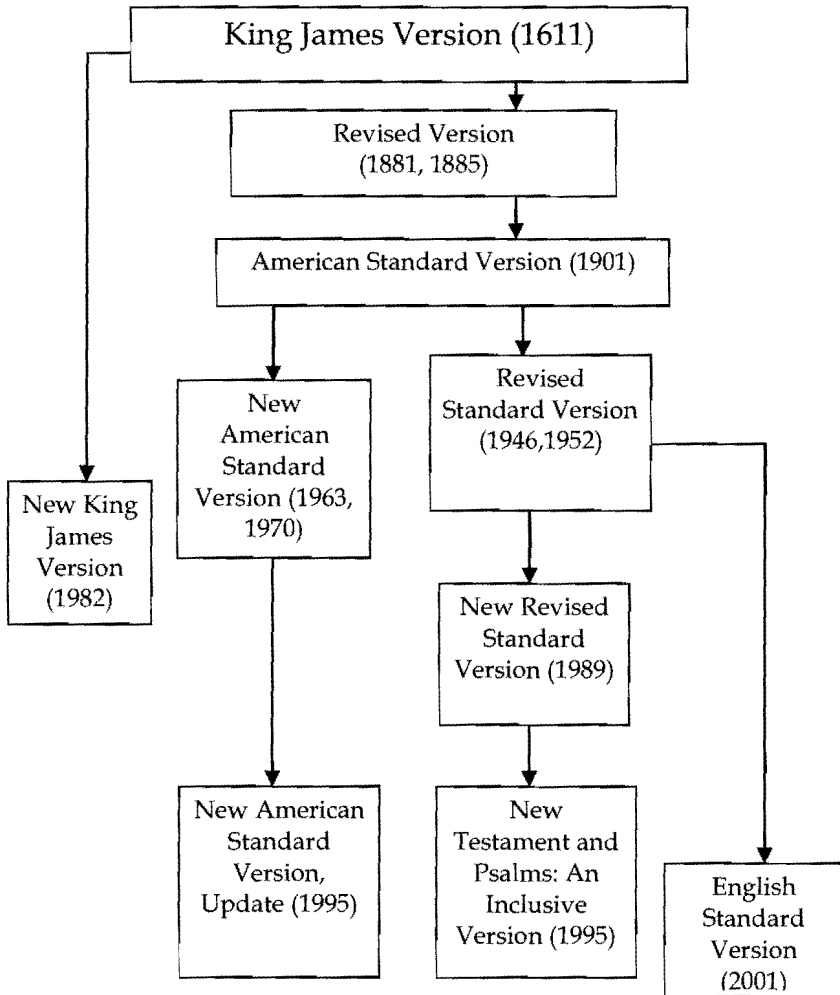 King James Version (1611)
Revised Version
(1881, 1885)
American Standard Version (1901)
New
American
Standard
Version (1963,
1970)
Revised
Standard Version
(1946,1952)
New King
James
Version
(1982)
New Revised
Standard
Version (1989)
New American
Standard
Version,
Update (1995)
New
Testament and
Psalms: An
Inclusive
Version (1995)
English
Standard
Version
(2001)